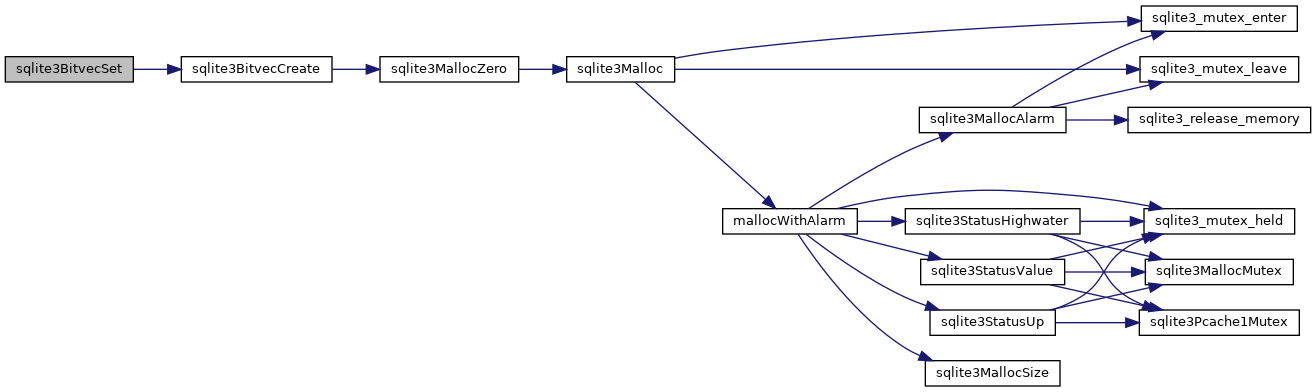 sqlite3BitvecSet
sqlite3BitvecCreate
sqlite3MallocZero
sqlite3Malloc
sqlite3_mutex_enter
sqlite3_mutex_leave
sqlite3MallocAlarm
sqlite3_release_memory
mallocWithAlarm
sqlite3StatusHighwater
sqlite3_mutex_held
sqlite3StatusValue
sqlite3MallocMutex
sqlite3StatusUp
sqlite3Pcache1Mutex
sqlite3MallocSize